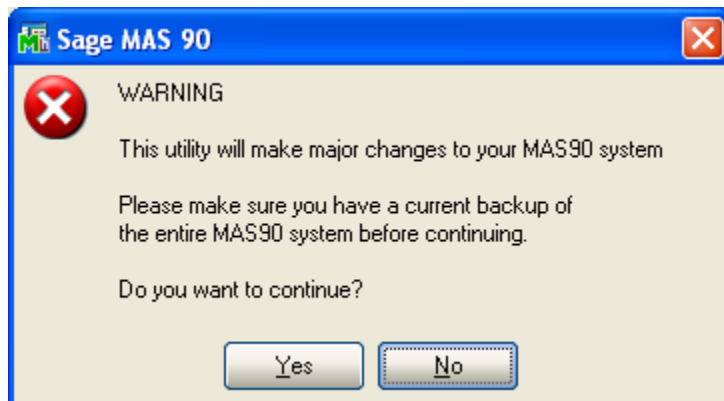 Sage MAS 90
WARNING
This utility will make major changes to your MAS90 system
Please make sure you have a current backup of
the entire MAS90 system before continuing.
Do you want to continue?
Yes
No